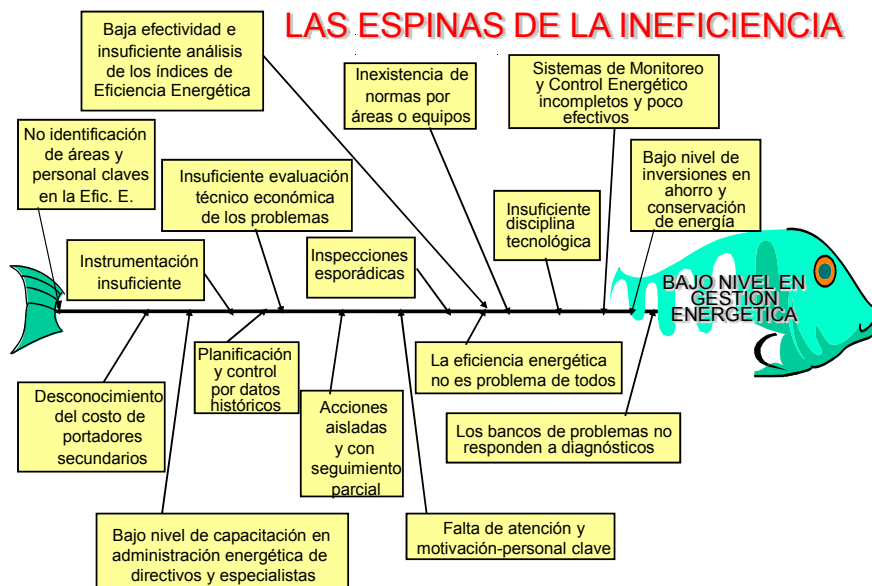 LAS ESPINAS DE LA INEFICIENCIA
Baja efectividad e
insuficiente análisis
de los índices de
Eficiencia Energética
Inexistencia de
normas por
áreas o equipos
Sistemas de Monitoreo
y Control Energético
incompletos y poco
efectivos
No identificación
de áreas y
personal claves
en la Efic. E.
Insuficiente evaluación
técnico económica
de los problemas
Insuficiente
disciplina
tecnológica
Bajo nivel de
inversiones en
ahorro y
conservación
de energía
Instrumentación
insuficiente
Inspecciones
esporádicas
BAJO NIVEL EN
GESTION
ENERGETICA
Desconocimiento
del costo de
portadores
secundarios
Planificación
y control
por datos
históricos
Acciones
aisladas
y con
seguimiento
parcial
La eficiencia energética
no es problema de todos
Los bancos de problemas no
responden a diagnósticos
Bajo nivel de capacitación en
administración energética de
directivos y especialistas
Falta de atención y
motivación-personal clave